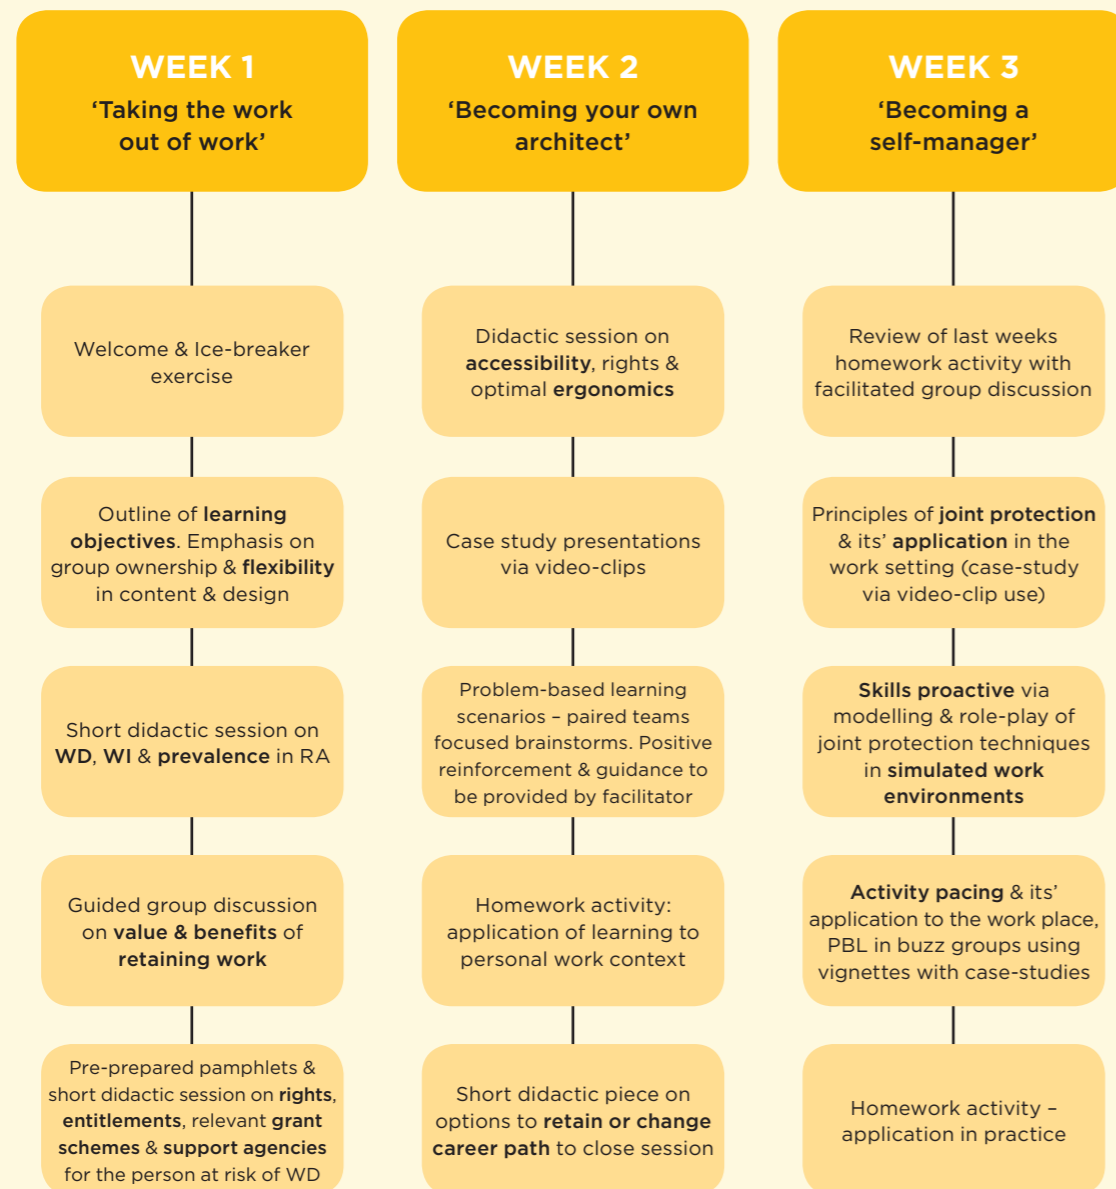 WEEK 1
‘Taking the work
out of work’
Welcome & Ice-breaker
exercise
Outline of learning
objectives. Emphasis on
group ownership & flexibility
in content & design
Short didactic session on
WD, WI & prevalence in RA
Guided group discussion
on value & benefits of
retaining work
Pre-prepared pamphlets &
short didactic session on rights,
entitlements, relevant grant
schemes & support agencies
for the person at risk of WD
WEEK 2
‘Becoming your own
architect’
Didactic session on
accessibility, rights &
optimal ergonomics
Case study presentations
via video-clips
Problem-based learning
scenarios – paired teams
focused brainstorms. Positive
reinforcement & guidance to
be provided by facilitator
Homework activity:
application of learning to
personal work context
Short didactic piece on
options to retain or change
career path to close session
WEEK 3
‘Becoming a
self-manager’
Review of last weeks
homework activity with
facilitated group discussion
Principles of joint protection
& its’ application in the
work setting (case-study
via video-clip use)
Skills proactive via
modelling & role-play of
joint protection techniques
in simulated work
environments
Activity pacing & its’
application to the work place,
PBL in buzz groups using
vignettes with case-studies
Homework activity –
application in practice